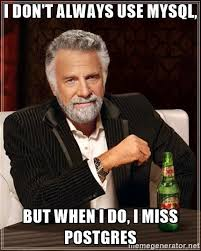 I DON'T ALWAYS USE MYSQL,
BUT WHEN I DO, I MISS
POSTGRES
memegenerator.net